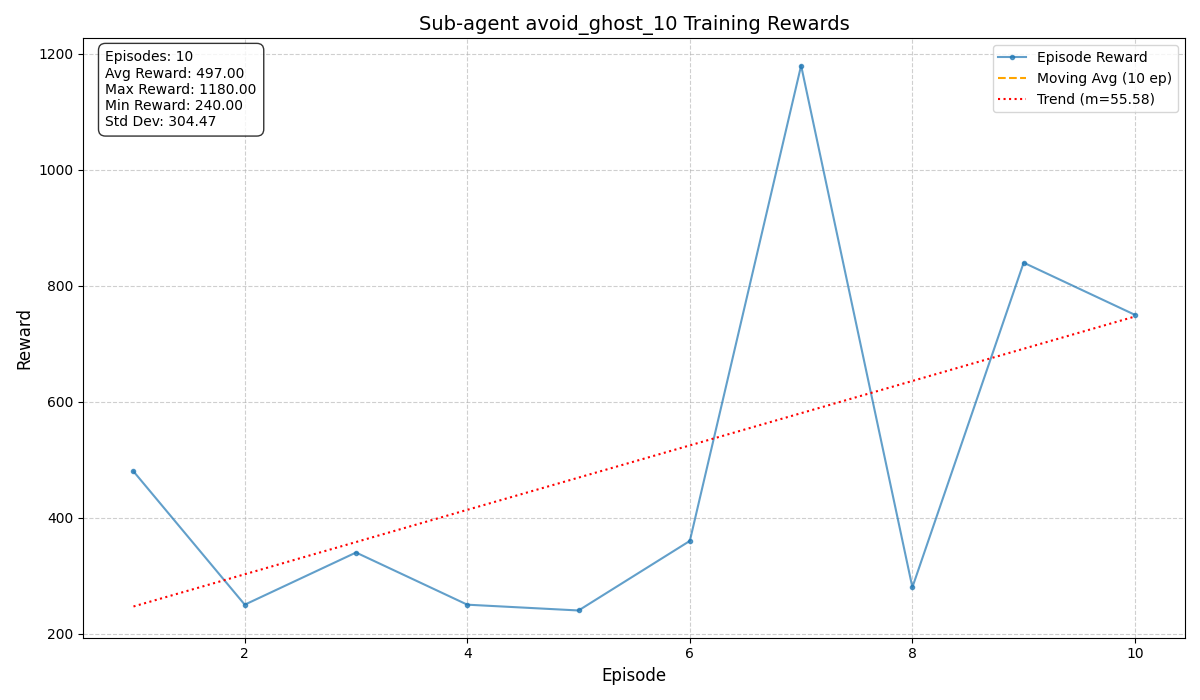 Sub-agent avoid_ghost_10 Training Rewards
Episodes: 10
Avg Reward: 497.00
Max Reward: 1180.00
Min Reward: 240.00
Std Dev: 304.47
Episode Reward
Moving Avg (10 ep)
Trend (m=55.58)
1200
1000
800
600
400
200
Reward
2
4
6
8
10
Episode